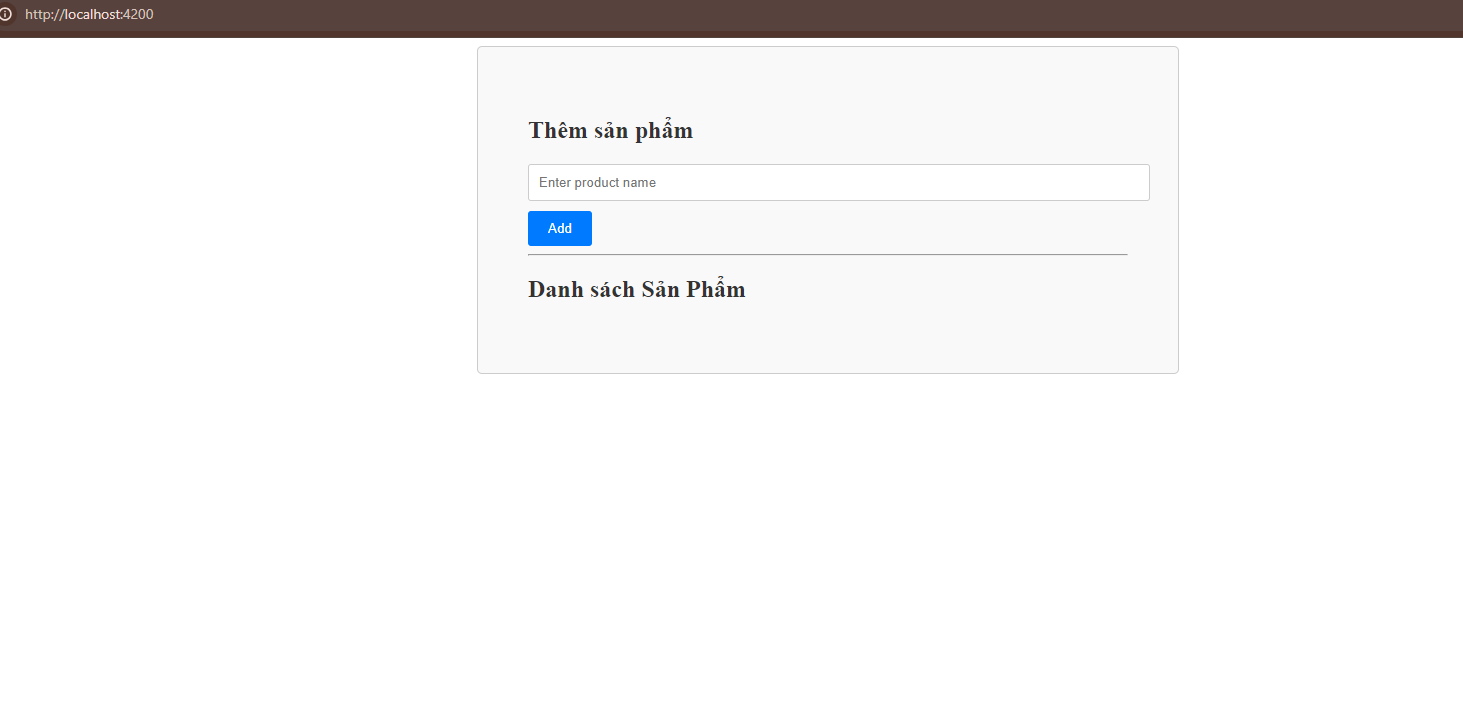 http://localhost:4200
Thêm sản phẩm
Enter product name
Add
Danh sách Sản Phẩm